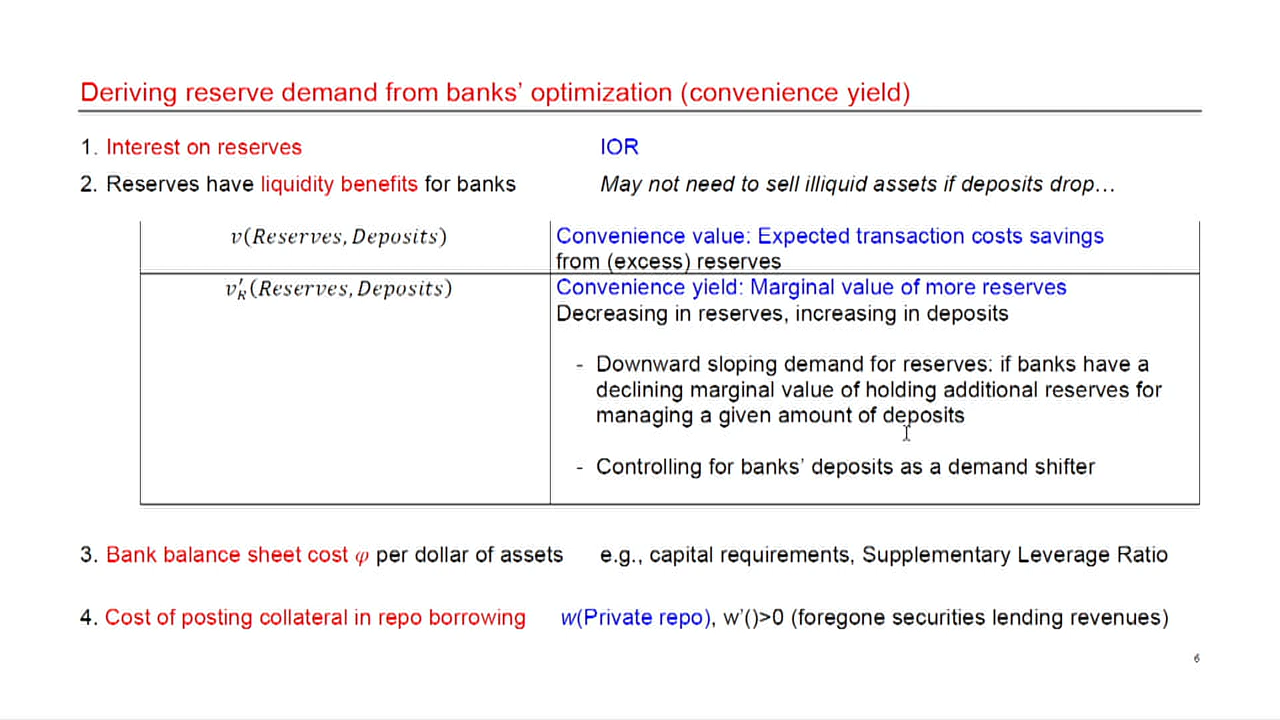 Deriving reserve demand from banks' optimization (convenience yield)
1. Interest on reserves IOR
2. Reserves have liquidity benefits for banks May not need to sell illiquid assets if deposits drop…
v(Reserves, Deposits) Convenience value: Expected transaction costs savings
from (excess) reserves
v′R(Reserves, Deposits) Convenience yield: Marginal value of more reserves
Decreasing in reserves, increasing in deposits
- Downward sloping demand for reserves: if banks have a
declining marginal value of holding additional reserves for
managing a given amount of deposits
- Controlling for banks' deposits as a demand shifter
3. Bank balance sheet cost φ per dollar of assets e.g., capital requirements, Supplementary Leverage Ratio
4. Cost of posting collateral in repo borrowing w(Private repo), w'()>0 (foregone securities lending revenues)
6